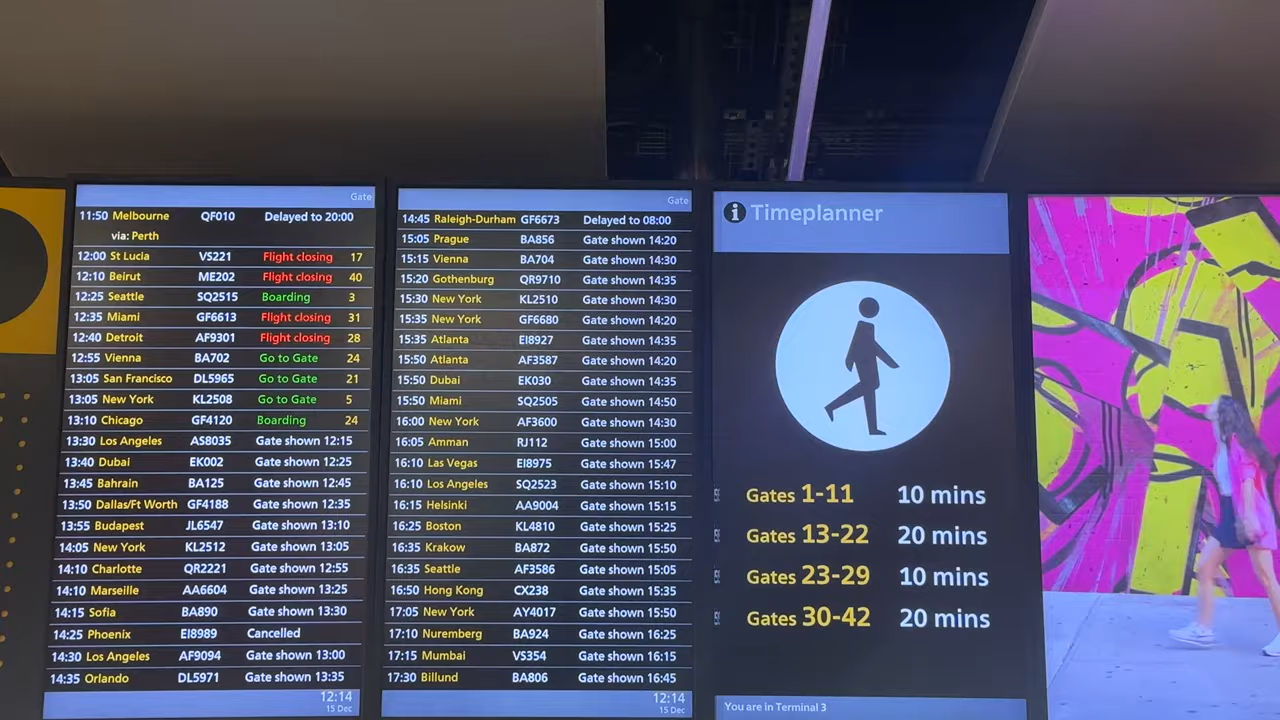 Gate
11:50 Melbourne QF010 Delayed to 20:00
via: Perth
12:00 St Lucia VS221 Flight closing 17
12:10 Beirut ME202 Flight closing 40
12:25 Seattle SQ2515 Boarding 3
12:35 Miami GF6613 Flight closing 31
12:40 Detroit AF9301 Flight closing 28
12:55 Vienna BA702 Go to Gate 24
13:05 San Francisco DL5965 Go to Gate 21
13:05 New York KL2508 Go to Gate 5
13:10 Chicago GF4120 Boarding 24
13:30 Los Angeles AS8035 Gate shown 12:15
13:40 Dubai EK002 Gate shown 12:25
13:45 Bahrain BA125 Gate shown 12:45
13:50 Dallas/Ft Worth GF4188 Gate shown 12:35
13:55 Budapest JL6547 Gate shown 13:10
14:05 New York KL2512 Gate shown 13:05
14:10 Charlotte QR2221 Gate shown 12:55
14:10 Marseille AA6604 Gate shown 13:25
14:15 Sofia BA890 Gate shown 13:30
14:25 Phoenix EI8989 Cancelled
14:30 Los Angeles AF9094 Gate shown 13:00
14:35 Orlando DL5971 Gate shown 13:35
12:14
15 Dec
Gate
14:45 Raleigh-Durham GF6673 Delayed to 08:00
15:05 Prague BA856 Gate shown 14:20
15:15 Vienna BA704 Gate shown 14:30
15:20 Gothenburg QR9710 Gate shown 14:35
15:30 New York KL2510 Gate shown 14:30
15:35 New York GF6680 Gate shown 14:20
15:35 Atlanta EI8927 Gate shown 14:35
15:50 Atlanta AF3587 Gate shown 14:20
15:50 Dubai EK030 Gate shown 14:35
15:50 Miami SQ2505 Gate shown 14:50
16:00 New York AF3600 Gate shown 14:30
16:05 Amman RJ112 Gate shown 15:00
16:10 Las Vegas EI8975 Gate shown 15:47
16:10 Los Angeles SQ2523 Gate shown 15:10
16:15 Helsinki AA9004 Gate shown 15:15
16:25 Boston KL4810 Gate shown 15:25
16:35 Krakow BA872 Gate shown 15:50
16:35 Seattle AF3586 Gate shown 15:05
16:50 Hong Kong CX238 Gate shown 15:35
17:05 New York AY4017 Gate shown 15:50
17:10 Nuremberg BA924 Gate shown 16:25
17:15 Mumbai VS354 Gate shown 16:15
17:30 Billund BA806 Gate shown 16:45
12:14
15 Dec
i Timeplanner
Gates 1-11 10 mins
Gates 13-22 20 mins
Gates 23-29 10 mins
Gates 30-42 20 mins
You are in Terminal 3